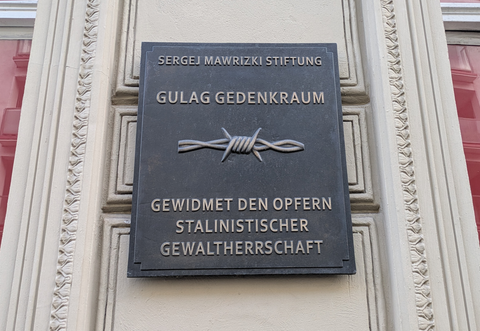 SERGEJ MAWRIZKI STIFTUNG
GULAG GEDENKRAUM
GEWIDMET DEN OPFERN
STALINISTISCHER
GEWALTHERRSCHAFT